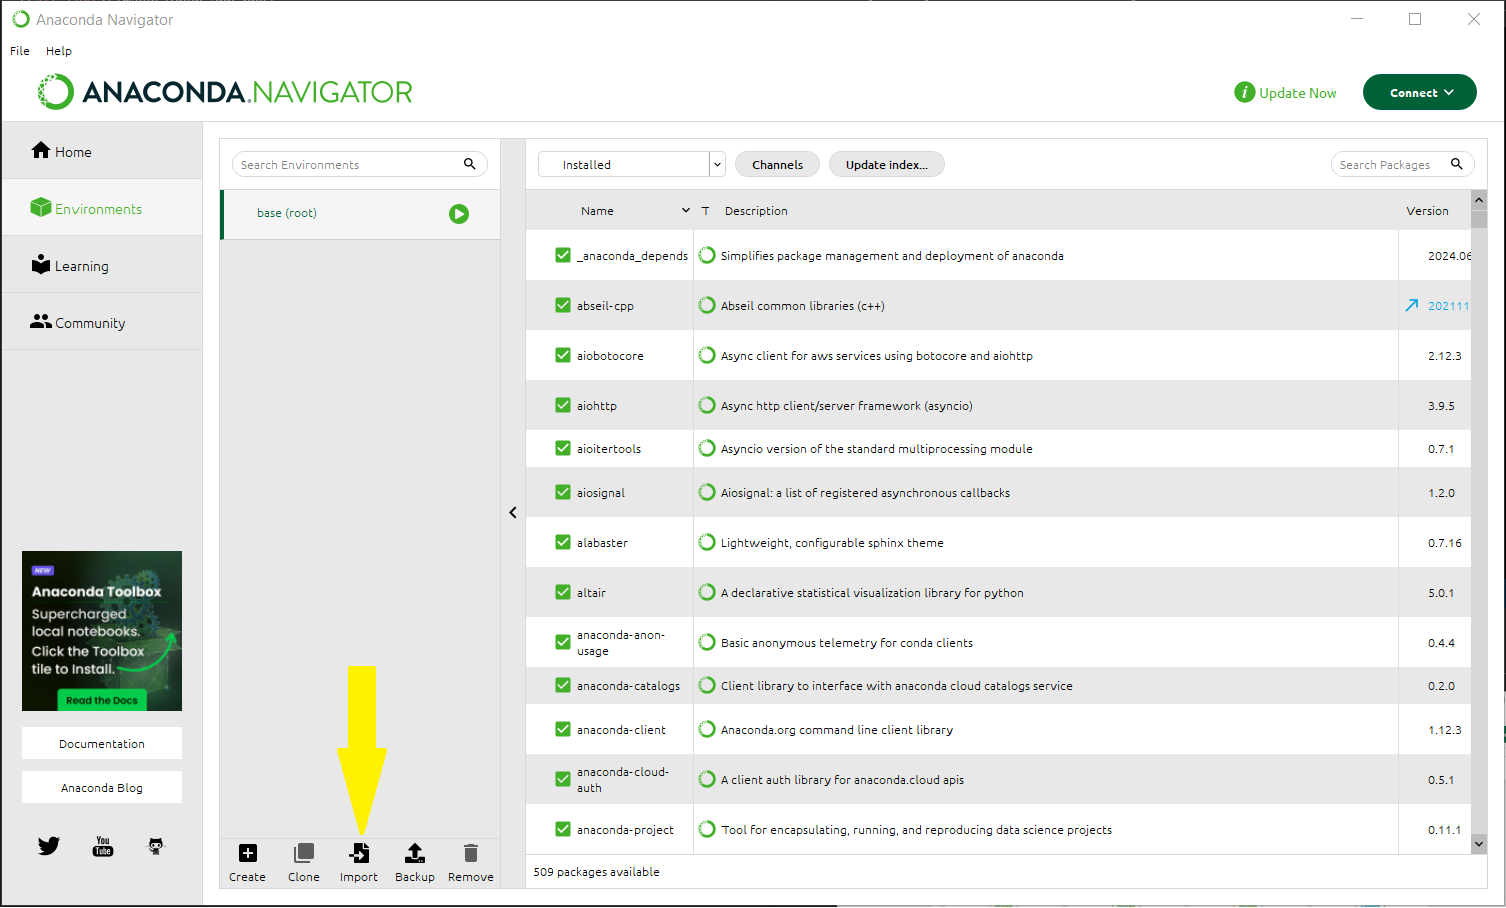 Anaconda Navigator
File Help
ANACONDA.NAVIGATOR
i Update Now
Connect
Home
Environments
Learning
Community
NEW
Anaconda Toolbox
Supercharged
local notebooks.
Click the Toolbox
tile to Install.
Read the Docs
Documentation
Anaconda Blog
You
Tube
Search Environments
base (root)
Create Clone Import Backup Remove
Installed Channels Update index... Search Packages
Name T Description Version
_anaconda_depends Simplifies package management and deployment of anaconda 2024.06
abseil-cpp Abseil common libraries (c++) 202111
aiobotocore Async client for aws services using botocore and aiohttp 2.12.3
aiohttp Async http client/server framework (asyncio) 3.9.5
aioitertools Asyncio version of the standard multiprocessing module 0.7.1
aiosignal Aiosignal: a list of registered asynchronous callbacks 1.2.0
alabaster Lightweight, configurable sphinx theme 0.7.16
altair A declarative statistical visualization library for python 5.0.1
anaconda-anon-
usage Basic anonymous telemetry for conda clients 0.4.4
anaconda-catalogs Client library to interface with anaconda cloud catalogs service 0.2.0
anaconda-client Anaconda.org command line client library 1.12.3
anaconda-cloud-
auth A client auth library for anaconda.cloud apis 0.5.1
anaconda-project Tool for encapsulating, running, and reproducing data science projects 0.11.1
509 packages available